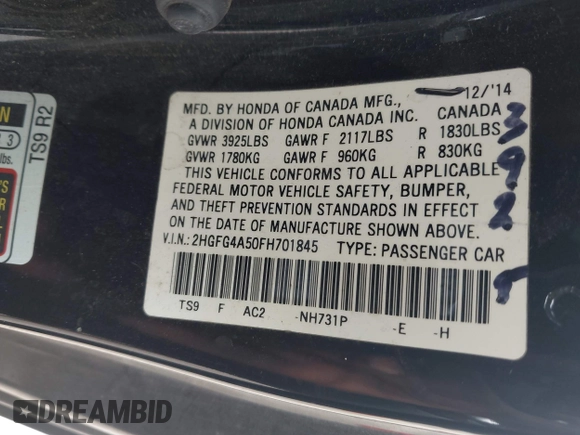 12/'14
MFD. BY HONDA OF CANADA MFG., CANADA
A DIVISION OF HONDA CANADA INC.
GVWR 3925LBS GAWR F 2117LBS R 1830LBS
GVWR 1780KG GAWR F 960KG R 830KG
THIS VEHICLE CONFORMS TO ALL APPLICABLE
FEDERAL MOTOR VEHICLE SAFETY, BUMPER,
AND THEFT PREVENTION STANDARDS IN EFFECT
ON THE DATE OF MANUFACTURE SHOWN ABOVE.
V.I.N.: 2HGFG4A50FH701845 TYPE: PASSENGER CAR
TS9 F AC2 -NH731P -E -H
392
TS9 R2
3
lbs.
DREAMBID